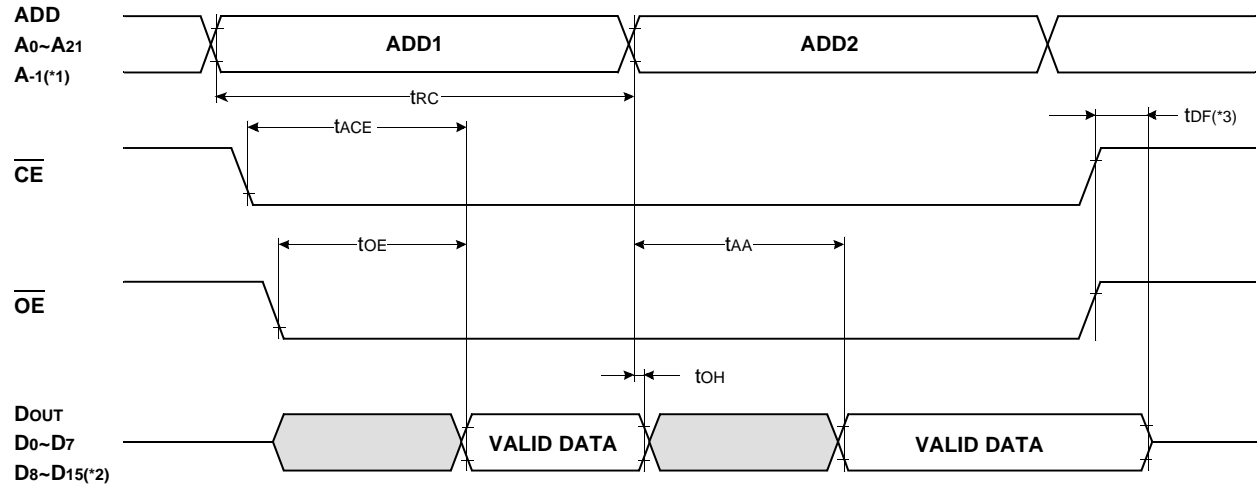 ADD
A0~A21
A-1(*1)
ADD1
ADD2
tRC
tACE
tDF(*3)
CE
tOE
tAA
OE
tOH
DOUT
D0~D7
D8~D15(*2)
VALID DATA
VALID DATA